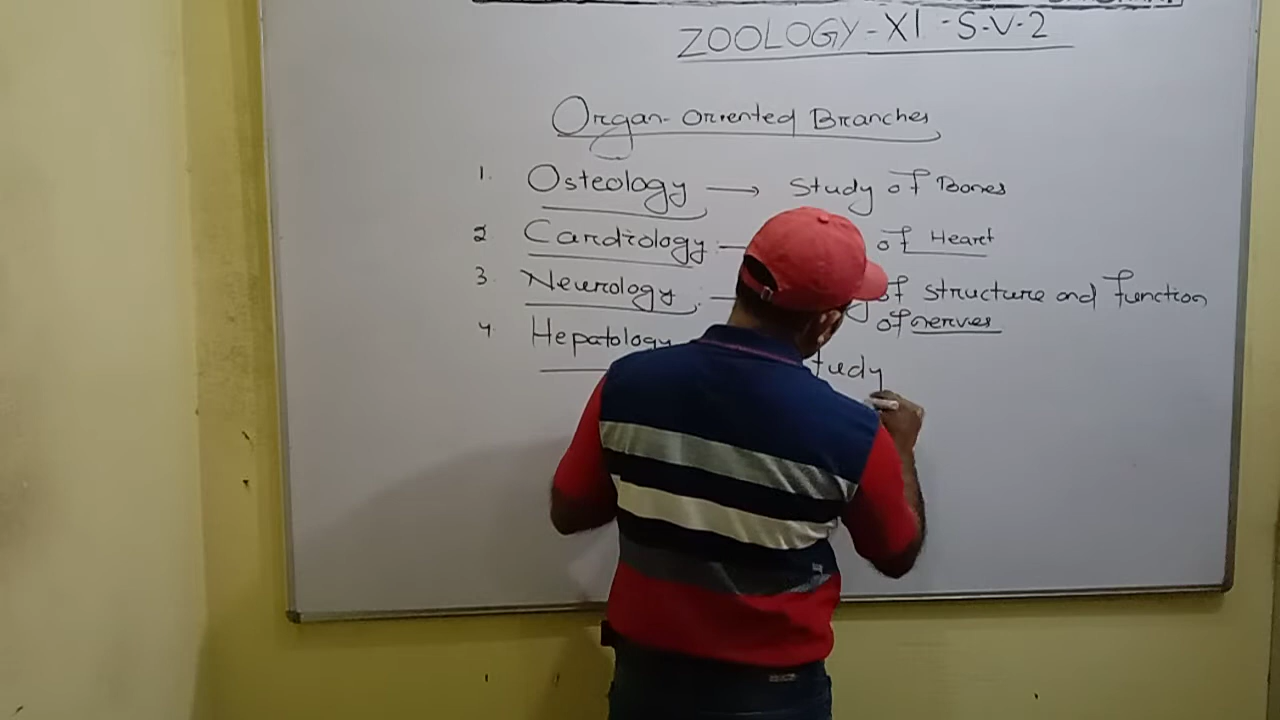 ZOOLOGY-XI-S-V-2
Organ-Oriented Branches
1. Osteology → Study of Bones
2 Cardiology of Heart
3. Neurology of structure and function
of nerves
4 Hepatology tudy